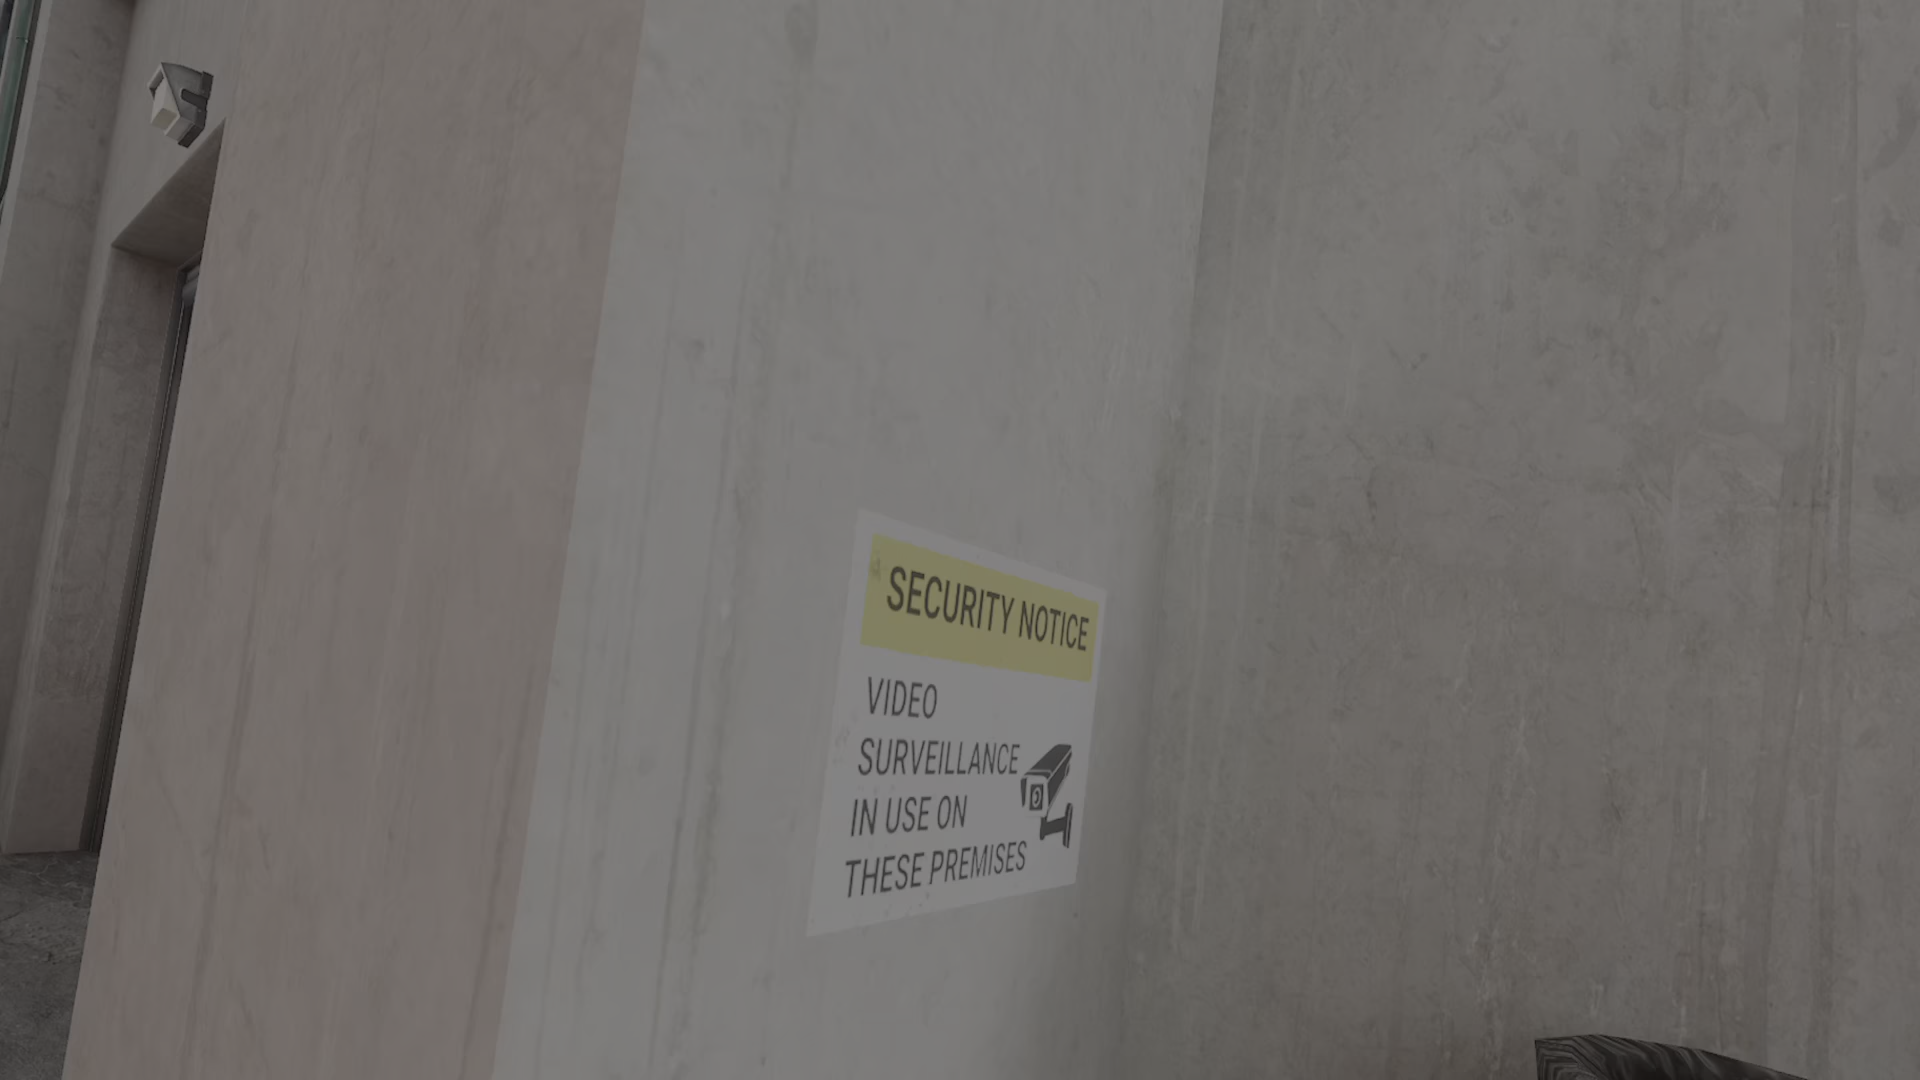 SECURITY NOTICE
VIDEO
SURVEILLANCE
IN USE ON
THESE PREMISES